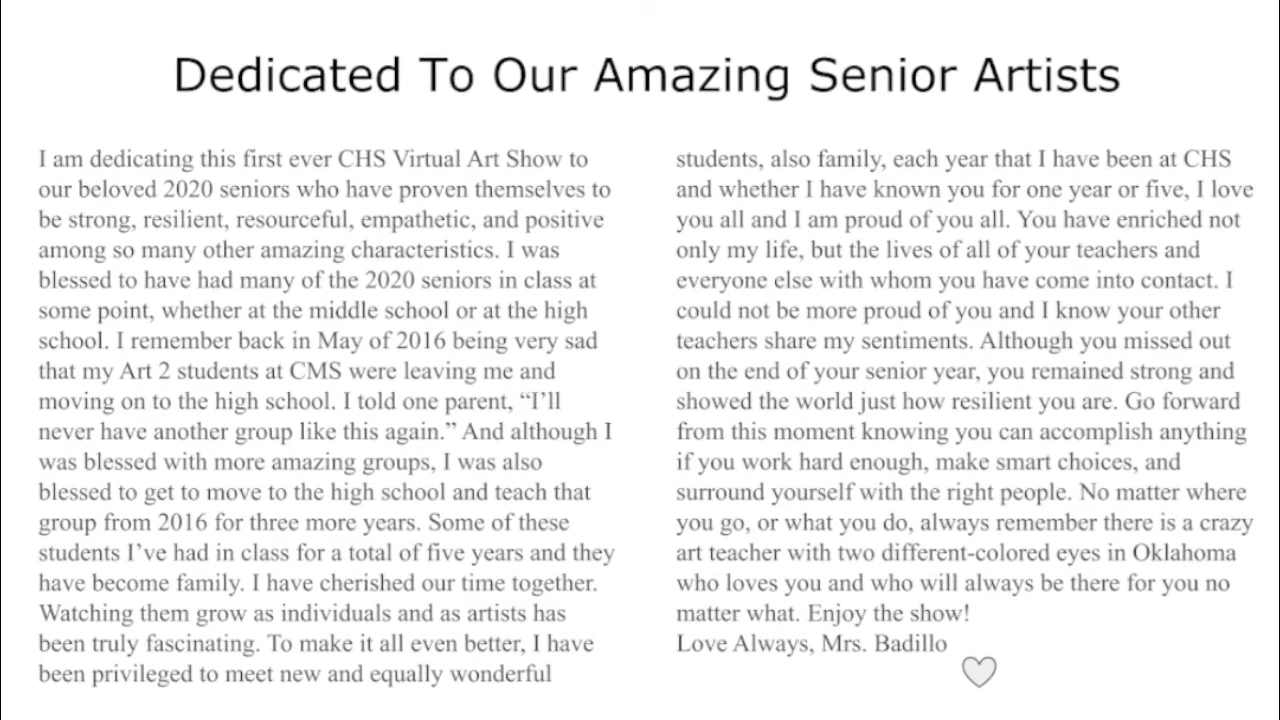 Dedicated To Our Amazing Senior Artists
I am dedicating this first ever CHS Virtual Art Show to
our beloved 2020 seniors who have proven themselves to
be strong, resilient, resourceful, empathetic, and positive
among so many other amazing characteristics. I was
blessed to have had many of the 2020 seniors in class at
some point, whether at the middle school or at the high
school. I remember back in May of 2016 being very sad
that my Art 2 students at CMS were leaving me and
moving on to the high school. I told one parent, “I’ll
never have another group like this again.” And although I
was blessed with more amazing groups, I was also
blessed to get to move to the high school and teach that
group from 2016 for three more years. Some of these
students I’ve had in class for a total of five years and they
have become family. I have cherished our time together.
Watching them grow as individuals and as artists has
been truly fascinating. To make it all even better, I have
been privileged to meet new and equally wonderful
students, also family, each year that I have been at CHS
and whether I have known you for one year or five, I love
you all and I am proud of you all. You have enriched not
only my life, but the lives of all of your teachers and
everyone else with whom you have come into contact. I
could not be more proud of you and I know your other
teachers share my sentiments. Although you missed out
on the end of your senior year, you remained strong and
showed the world just how resilient you are. Go forward
from this moment knowing you can accomplish anything
if you work hard enough, make smart choices, and
surround yourself with the right people. No matter where
you go, or what you do, always remember there is a crazy
art teacher with two different-colored eyes in Oklahoma
who loves you and who will always be there for you no
matter what. Enjoy the show!
Love Always, Mrs. Badillo